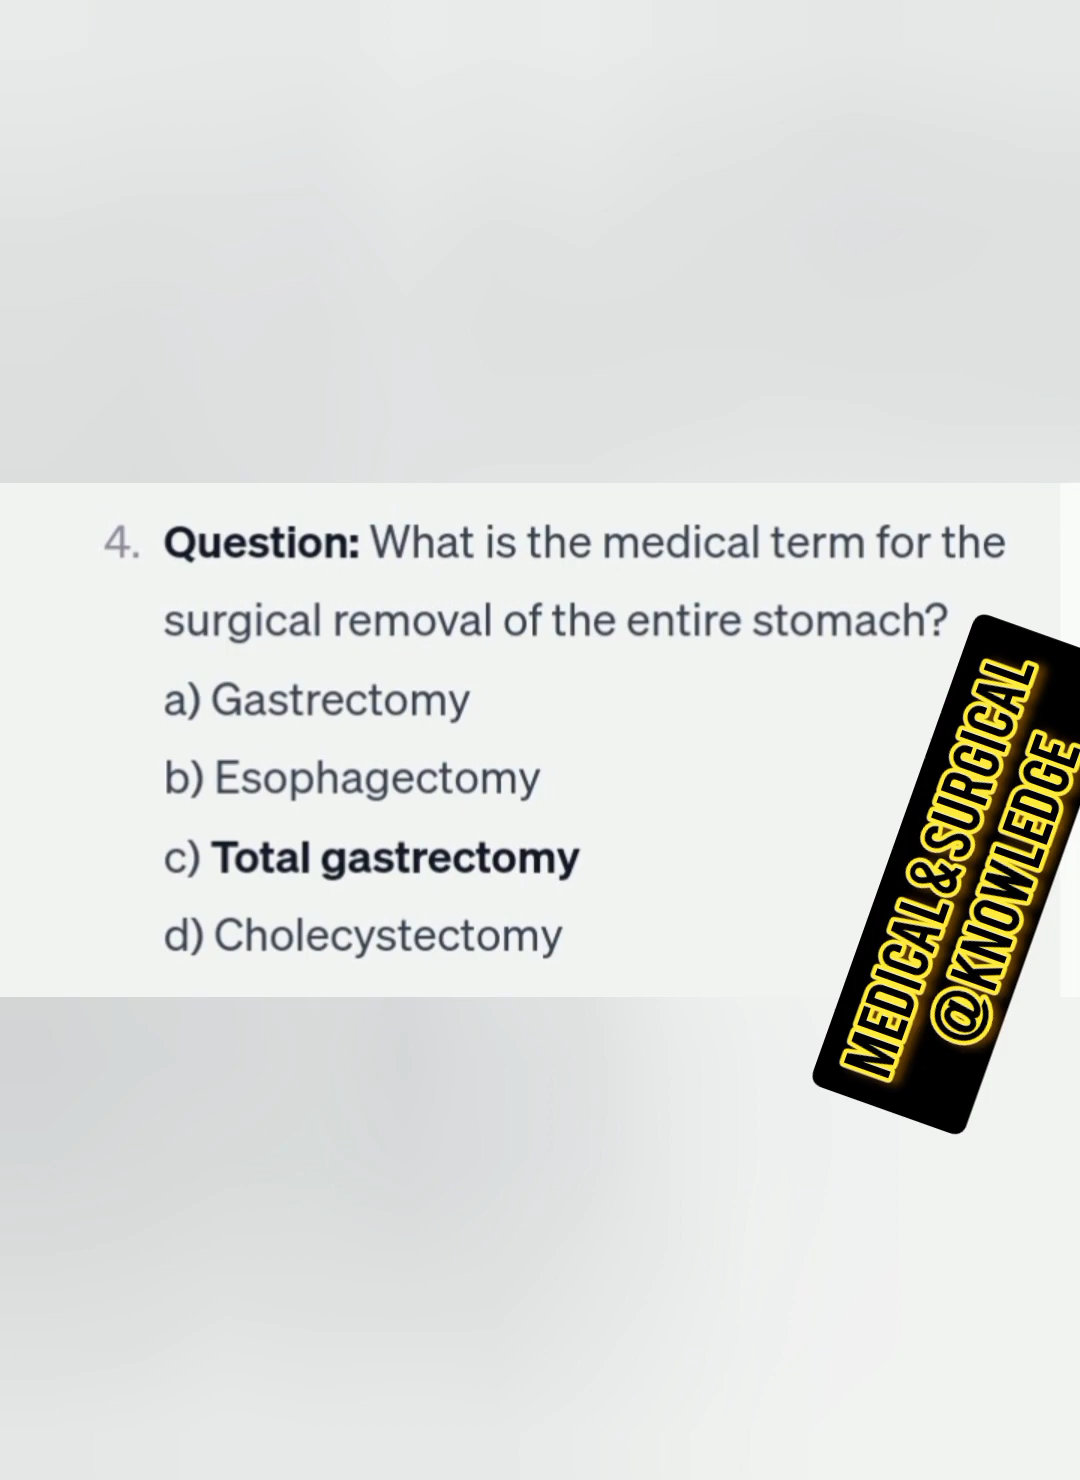 4. Question: What is the medical term for the
surgical removal of the entire stomach?
a) Gastrectomy
b) Esophagectomy
c) Total gastrectomy
d) Cholecystectomy
MEDICAL & SURGICAL
@KNOWLEDGE